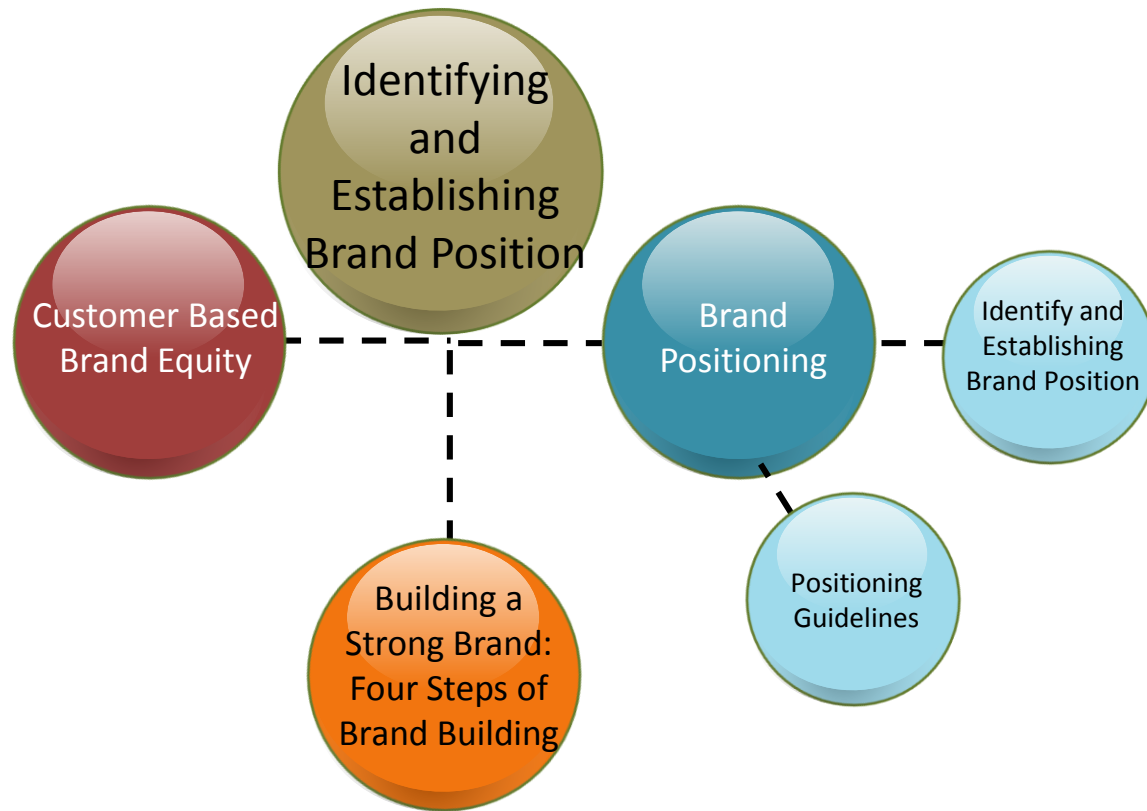 Identifying
and
Establishing
Brand Position
Customer Based
Brand Equity
Brand
Positioning
Identify and
Establishing
Brand Position
Positioning
Guidelines
Building a
Strong Brand:
Four Steps of
Brand Building